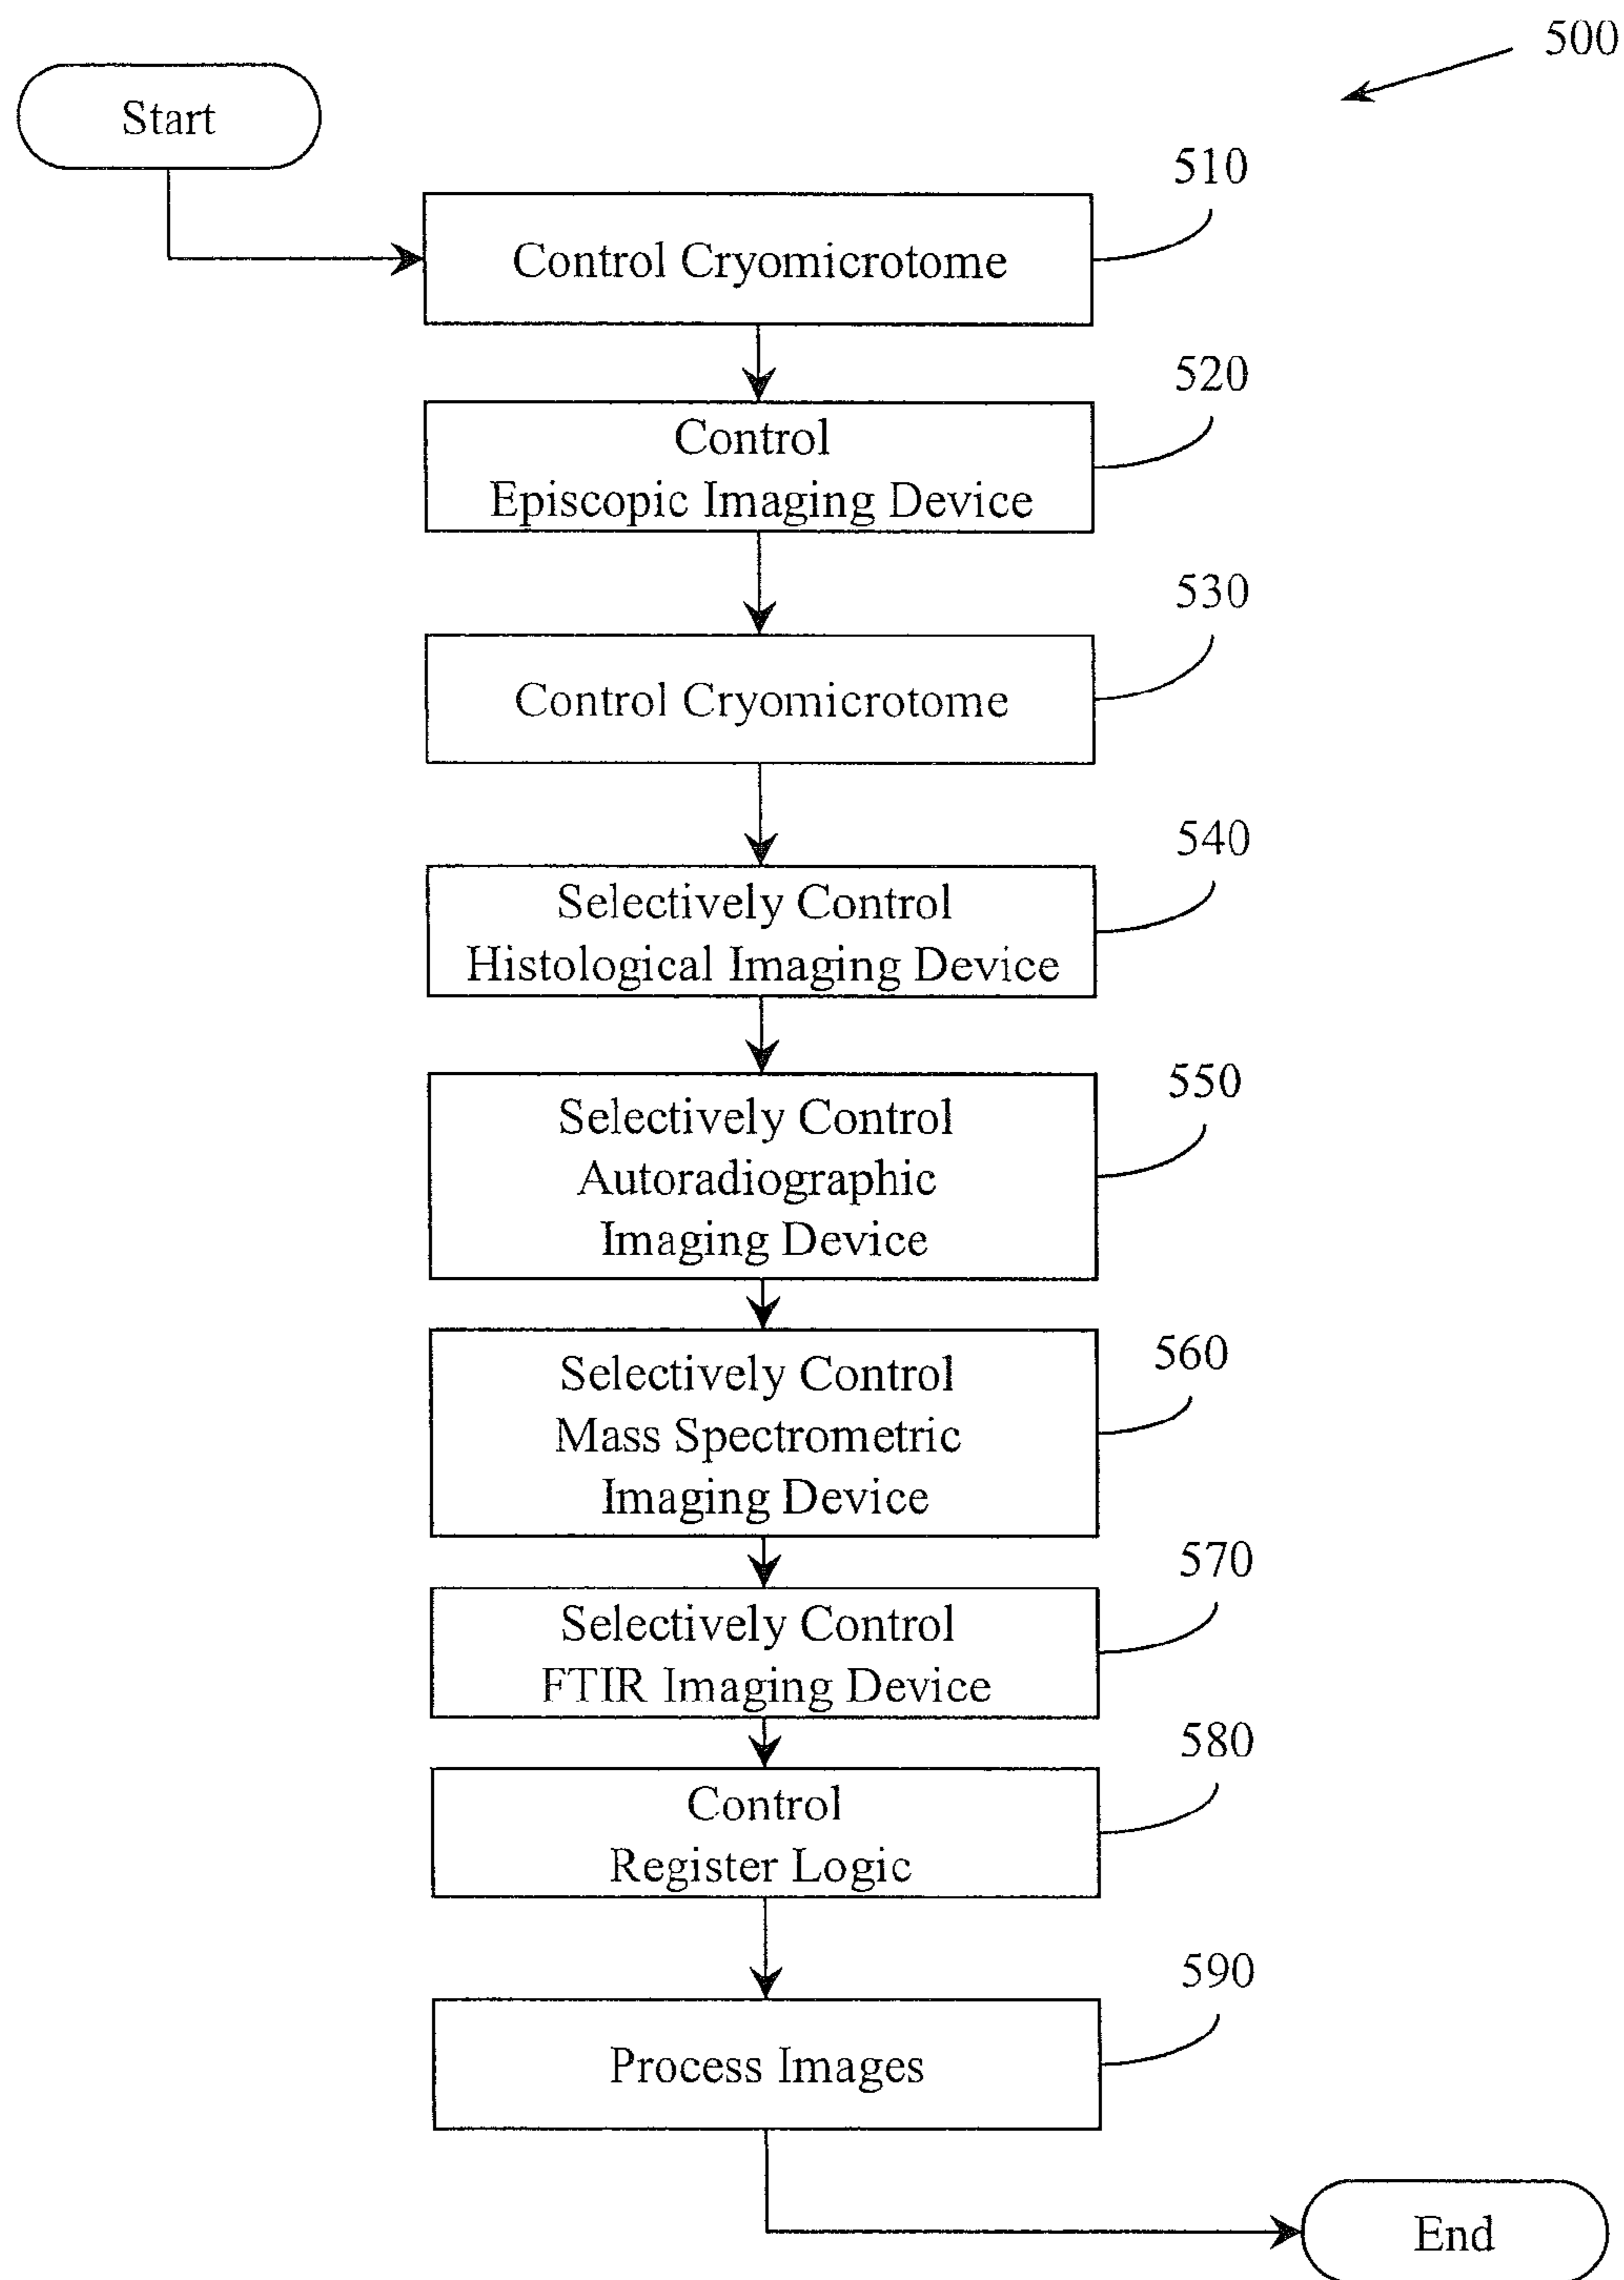 500
Start
510
Control Cryomicrotome
520
Control
Episcopic Imaging Device
530
Control Cryomicrotome
540
Selectively Control
Histological Imaging Device
550
Selectively Control
Autoradiographic
Imaging Device
560
Selectively Control
Mass Spectrometric
Imaging Device
570
Selectively Control
FTIR Imaging Device
580
Control
Register Logic
590
Process Images
End